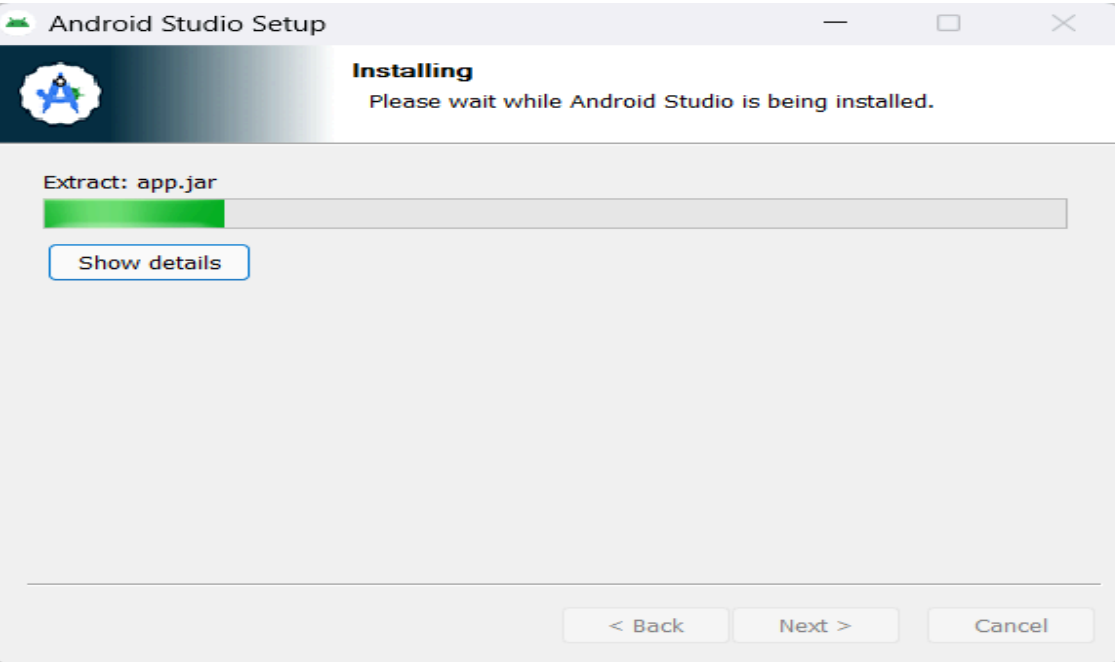 Android Studio Setup
Installing
Please wait while Android Studio is being installed.
Extract: app.jar
Show details
< Back
Next >
Cancel